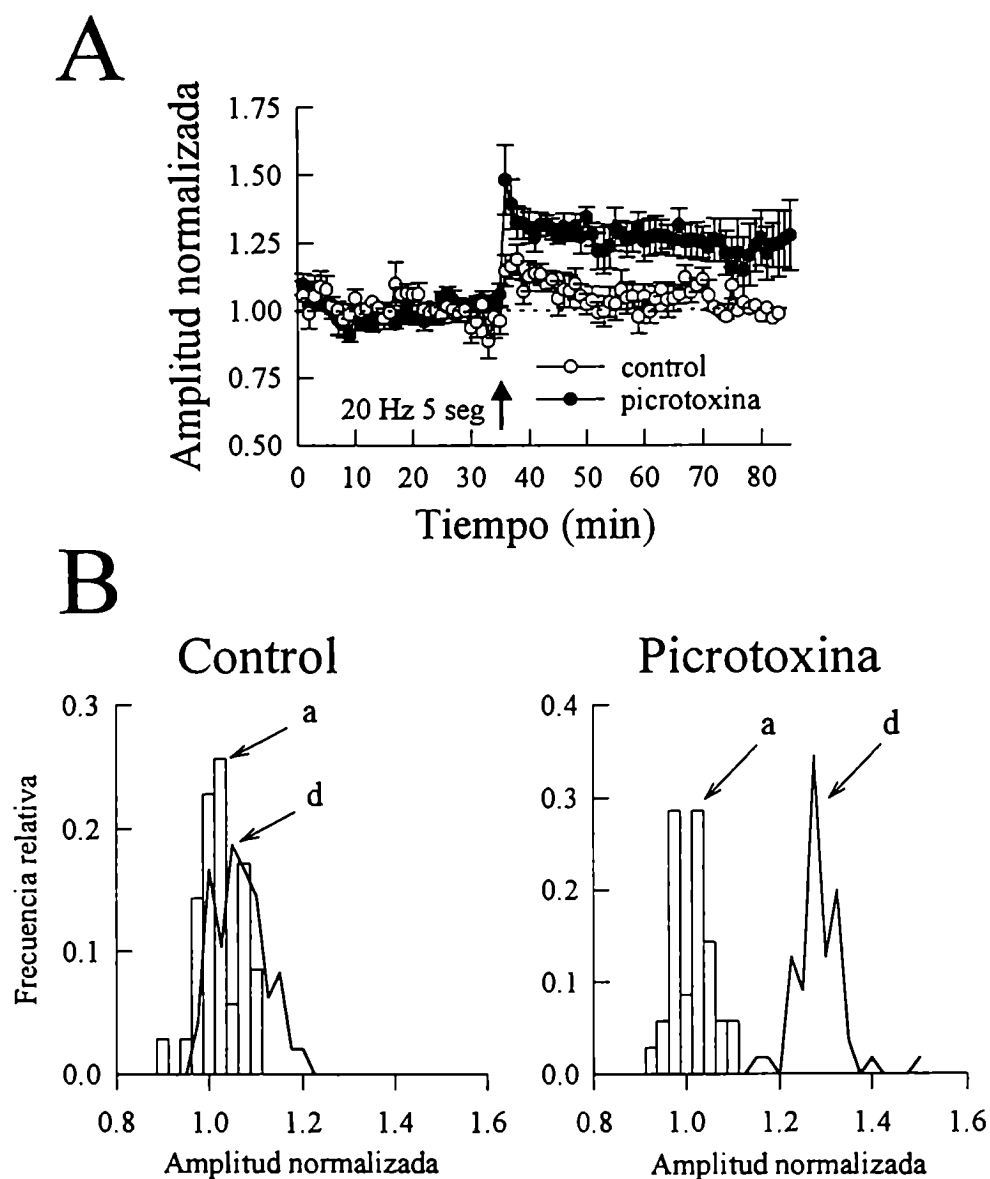 A
Amplitud normalizada
1.75
1.50
1.25
1.00
0.75
0.50
control
picrotoxina
20 Hz 5 seg
0 10 20 30 40 50 60 70 80
Tiempo (min)
B
Control
Frecuencia relativa
0.3
0.2
0.1
0.0
a
d
0.8 1.0 1.2 1.4 1.6
Amplitud normalizada
Picrotoxina
0.4
0.3
0.2
0.1
0.0
a
d
0.8 1.0 1.2 1.4 1.6
Amplitud normalizada